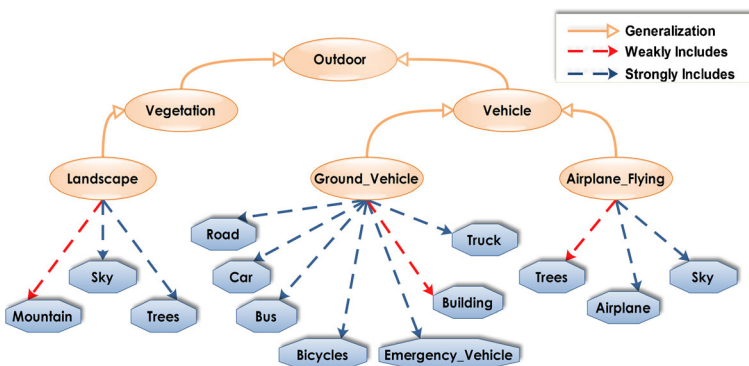 Generalization
Weakly Includes
Strongly Includes
Outdoor
Vegetation
Vehicle
Landscape
Ground_Vehicle
Airplane_Flying
Road
Truck
Sky
Car
Trees
Sky
Mountain
Trees
Bus
Building
Airplane
Bicycles
Emergency_Vehicle